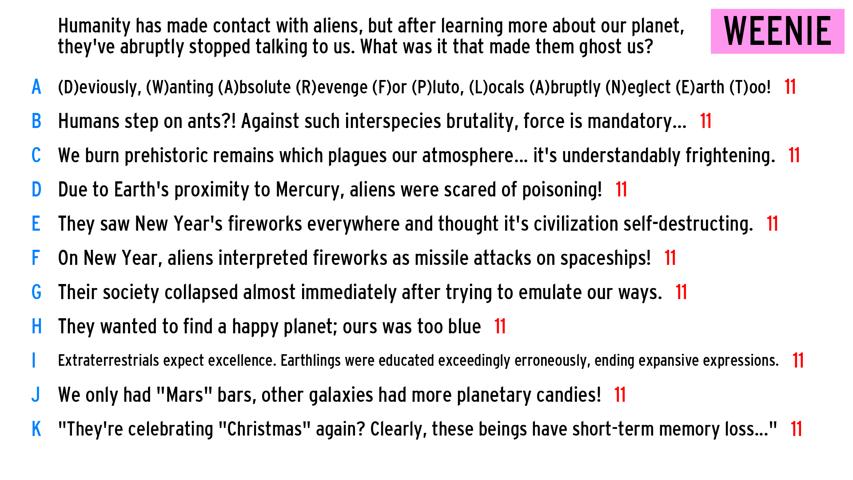 Humanity has made contact with aliens, but after learning more about our planet,
they've abruptly stopped talking to us. What was it that made them ghost us?
WEENIE
A (D)eviously, (W)anting (A)bsolute (R)evenge (F)or (P)luto, (L)ocals (A)bruptly (N)eglect (E)arth (T)oo! 11
B Humans step on ants?! Against such interspecies brutality, force is mandatory... 11
C We burn prehistoric remains which plagues our atmosphere... it's understandably frightening. 11
D Due to Earth's proximity to Mercury, aliens were scared of poisoning! 11
E They saw New Year's fireworks everywhere and thought it's civilization self-destructing. 11
F On New Year, aliens interpreted fireworks as missile attacks on spaceships! 11
G Their society collapsed almost immediately after trying to emulate our ways. 11
H They wanted to find a happy planet; ours was too blue 11
I Extraterrestrials expect excellence. Earthlings were educated exceedingly erroneously, ending expansive expressions. 11
J We only had "Mars" bars, other galaxies had more planetary candies! 11
K "They're celebrating "Christmas" again? Clearly, these beings have short-term memory loss..." 11